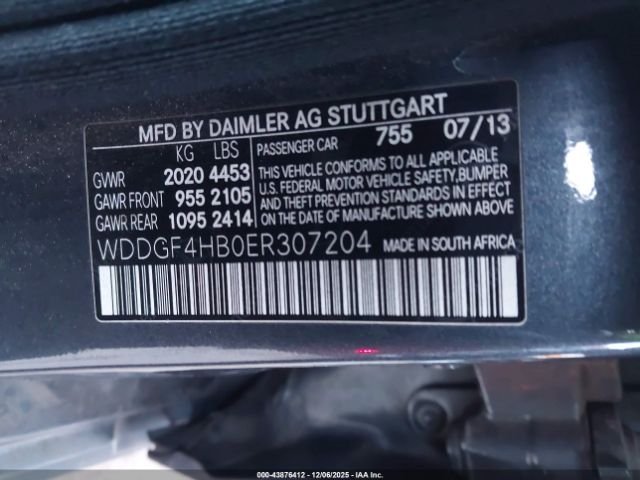 MFD BY DAIMLER AG STUTTGART
KG LBS PASSENGER CAR 755 07/13
GVWR 2020 4453
GAWR FRONT 955 2105
GAWR REAR 1095 2414
THIS VEHICLE CONFORMS TO ALL APPLICABLE
U.S. FEDERAL MOTOR VEHICLE SAFETY,BUMPER
AND THEFT PREVENTION STANDARDS IN EFFECT
ON THE DATE OF MANUFACTURE SHOWN ABOVE.
WDDGF4HB0ER307204 MADE IN SOUTH AFRICA
000-43876412 - 12/06/2025 - IAA Inc.